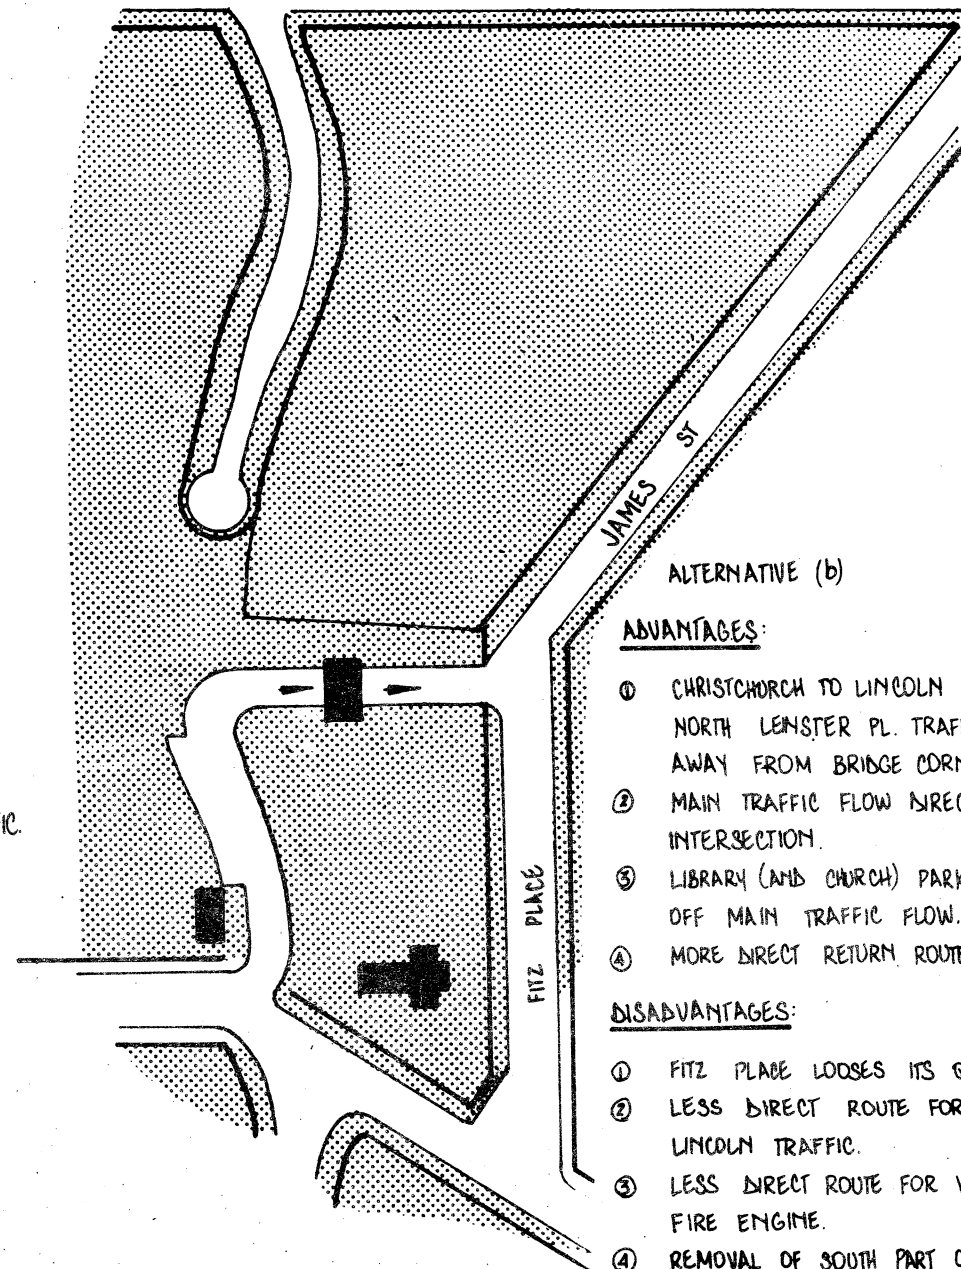 JAMES ST
ALTERNATIVE (b)
ADVANTAGES:
① CHRISTCHURCH TO LINCOLN
NORTH LEINSTER PL. TRAFF
AWAY FROM BRIDGE CORN
② MAIN TRAFFIC FLOW DIREC
INTERSECTION.
③ LIBRARY (AND CHURCH) PARK
OFF MAIN TRAFFIC FLOW.
④ MORE DIRECT RETURN ROUTE
IC.
FITZ PLACE
DISADVANTAGES:
① FITZ PLACE LOOSES ITS
② LESS DIRECT ROUTE FOR
LINCOLN TRAFFIC.
③ LESS DIRECT ROUTE FOR
FIRE ENGINE.
④ REMOVAL OF SOUTH PART